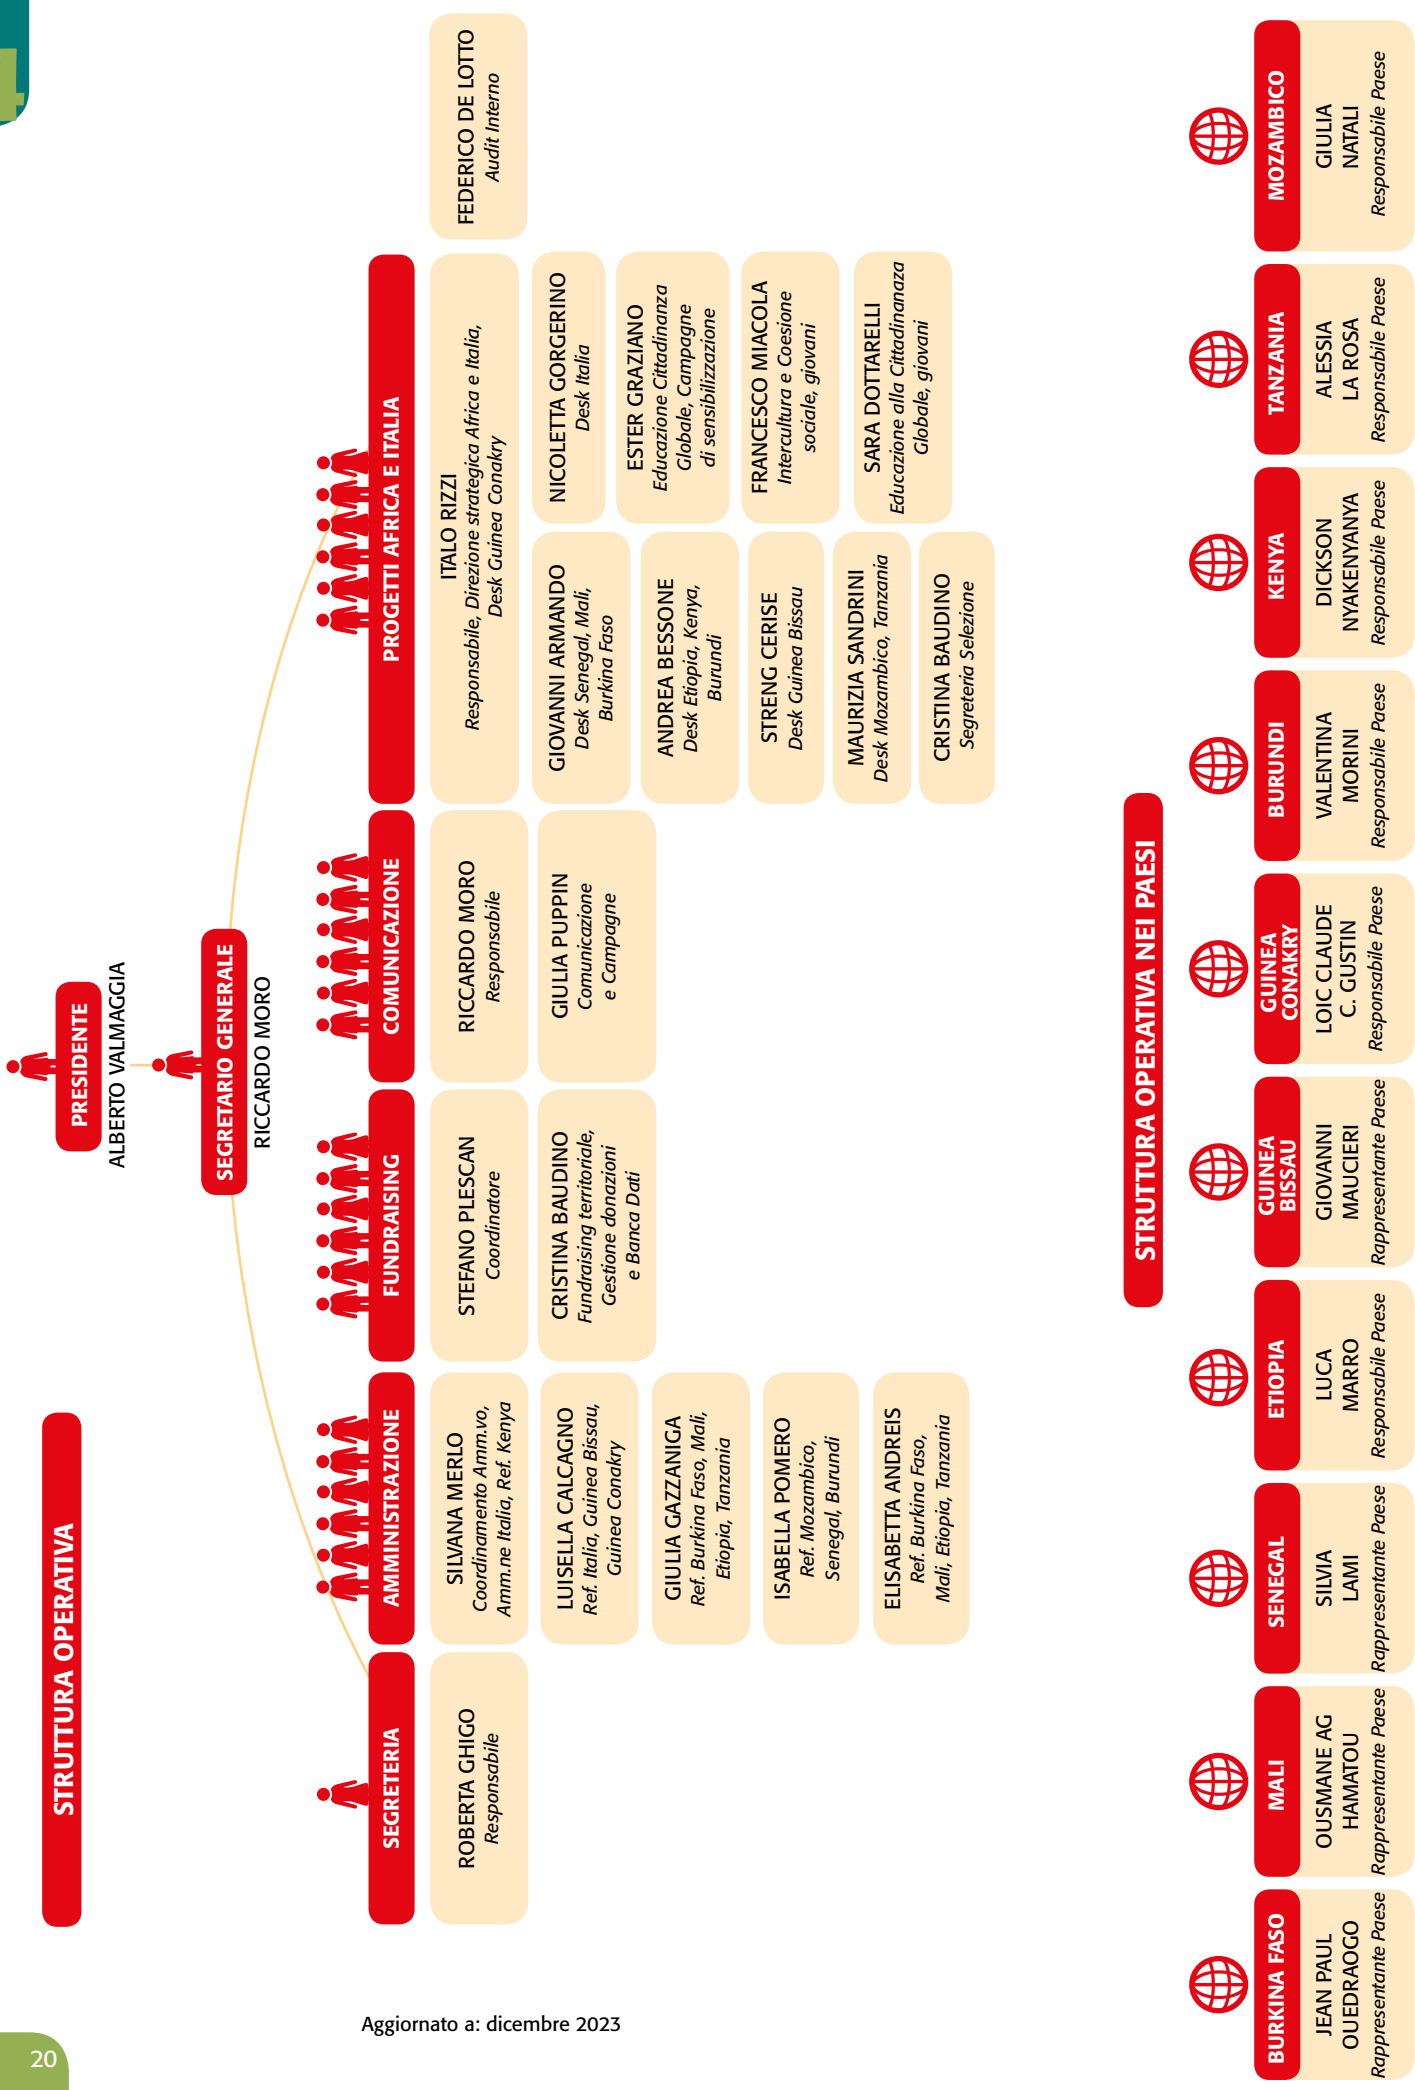 STRUTTURA OPERATIVA
PRESIDENTE
ALBERTO VALMAGGIA
SEGRETARIO GENERALE
RICCARDO MORO
SEGRETERIA
ROBERTA GHIGO
Responsabile
AMMINISTRAZIONE
SILVANA MERLO
Coordinamento Amm.vo,
Amm.ne Italia, Ref. Kenya
LUISELLA CALCAGNO
Ref. Italia, Guinea Bissau,
Guinea Conakry
GIULIA GAZZANIGA
Ref. Burkina Faso, Mali,
Etiopia, Tanzania
ISABELLA POMERO
Ref. Mozambico,
Senegal, Burundi
ELISABETTA ANDREIS
Ref. Burkina Faso,
Mali, Etiopia, Tanzania
FUNDRAISING
STEFANO PLESCAN
Coordinatore
CRISTINA BAUDINO
Fundraising territoriale,
Gestione donazioni
e Banca Dati
COMUNICAZIONE
RICCARDO MORO
Responsabile
GIULIA PUPPIN
Comunicazione
e Campagne
PROGETTI AFRICA E ITALIA
ITALO RIZZI
Responsabile, Direzione strategica Africa e Italia,
Desk Guinea Conakry
GIOVANNI ARMANDO
Desk Senegal, Mali,
Burkina Faso
ANDREA BESSONE
Desk Etiopia, Kenya,
Burundi
STRENG CERISE
Desk Guinea Bissau
MAURIZIA SANDRINI
Desk Mozambico, Tanzania
CRISTINA BAUDINO
Segreteria Selezione
NICOLETTA GORGERINO
Desk Italia
ESTER GRAZIANO
Educazione Cittadinanza
Globale, Campagne
di sensibilizzazione
FRANCESCO MIACOLA
Intercultura e Coesione
sociale, giovani
SARA DOTTARELLI
Educazione alla Cittadinanaza
Globale, giovani
FEDERICO DE LOTTO
Audit Interno
STRUTTURA OPERATIVA NEI PAESI
BURKINA FASO
JEAN PAUL
OUEDRAOGO
Rappresentante Paese
MALI
OUSMANE AG
HAMATOU
Rappresentante Paese
SENEGAL
SILVIA
LAMI
Rappresentante Paese
ETIOPIA
LUCA
MARRO
Responsabile Paese
GUINEA
BISSAU
GIOVANNI
MAUCIERI
Rappresentante Paese
GUINEA
CONAKRY
LOIC CLAUDE
C. GUSTIN
Responsabile Paese
BURUNDI
VALENTINA
MORINI
Responsabile Paese
KENYA
DICKSON
NYAKENYANYA
Responsabile Paese
TANZANIA
ALESSIA
LA ROSA
Responsabile Paese
MOZAMBICO
GIULIA
NATALI
Responsabile Paese
Aggiornato a: dicembre 2023
20